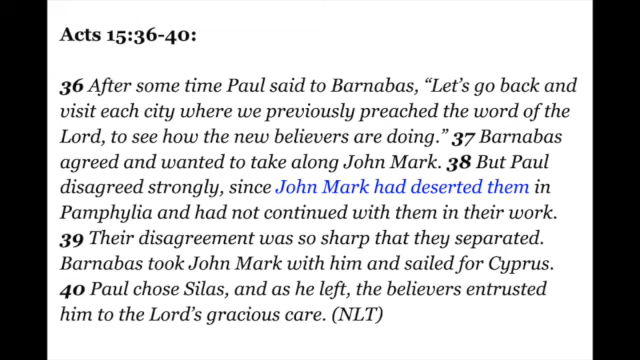 Acts 15:36-40:
36 After some time Paul said to Barnabas, “Let’s go back and
visit each city where we previously preached the word of the
Lord, to see how the new believers are doing.” 37 Barnabas
agreed and wanted to take along John Mark. 38 But Paul
disagreed strongly, since John Mark had deserted them in
Pamphylia and had not continued with them in their work.
39 Their disagreement was so sharp that they separated.
Barnabas took John Mark with him and sailed for Cyprus.
40 Paul chose Silas, and as he left, the believers entrusted
him to the Lord’s gracious care. (NLT)